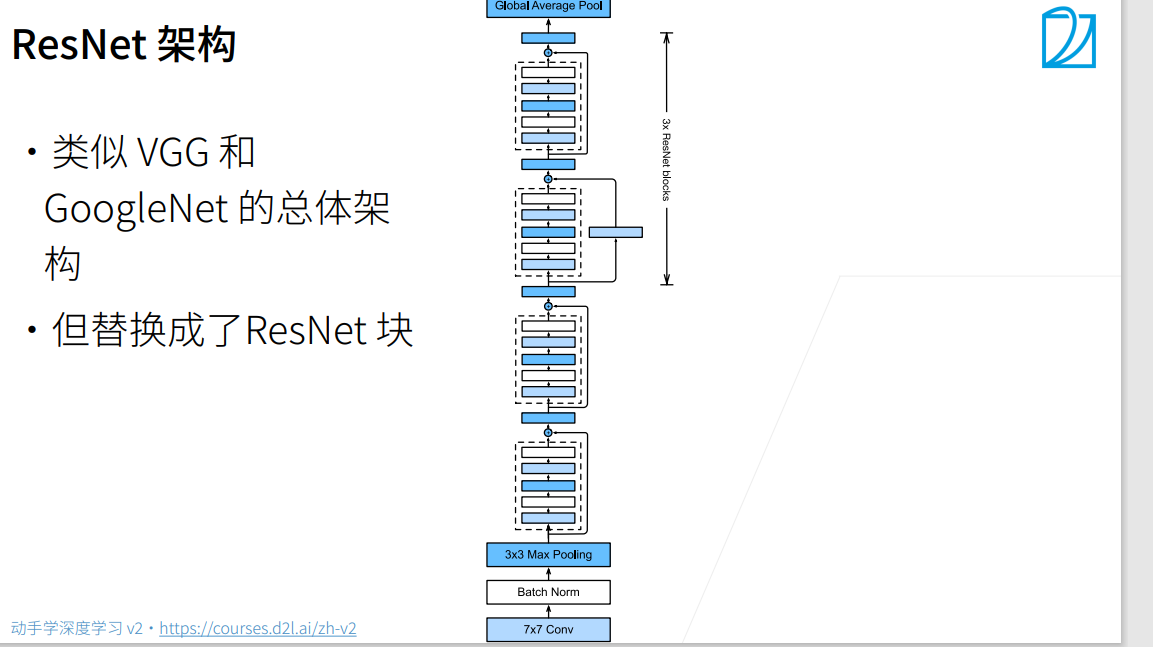 Global Average Pool
ResNet 架构
• 类似 VGG 和
GoogleNet 的总体架
构
• 但替换成了ResNet 块
3x ResNet blocks
3x3 Max Pooling
Batch Norm
7x7 Conv
动手学深度学习 v2 • https://courses.d2l.ai/zh-v2